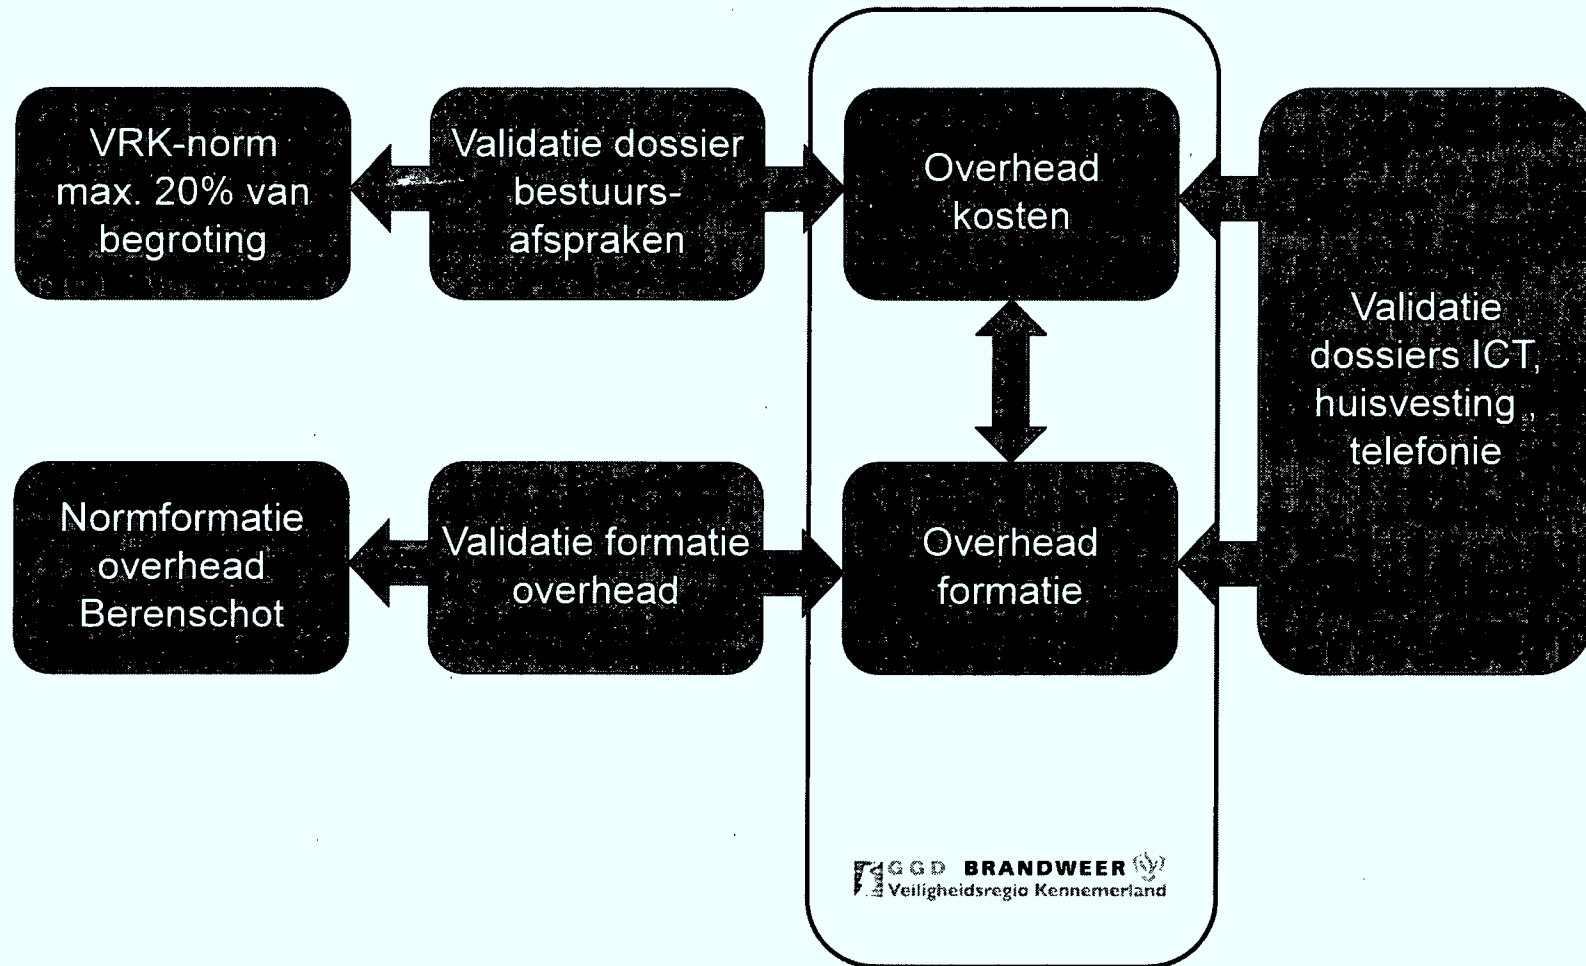 VRK-norm
max. 20% van
begroting
Validatie dossier
bestuurs-
afspraken
Overhead
kosten
Validatie
dossiers ICT,
huisvesting ,
telefonie
Normformatie
overhead
Berenschot
Validatie formatie
overhead
Overhead
formatie
GGD BRANDWEER
Veiligheidsregio Kennemerland